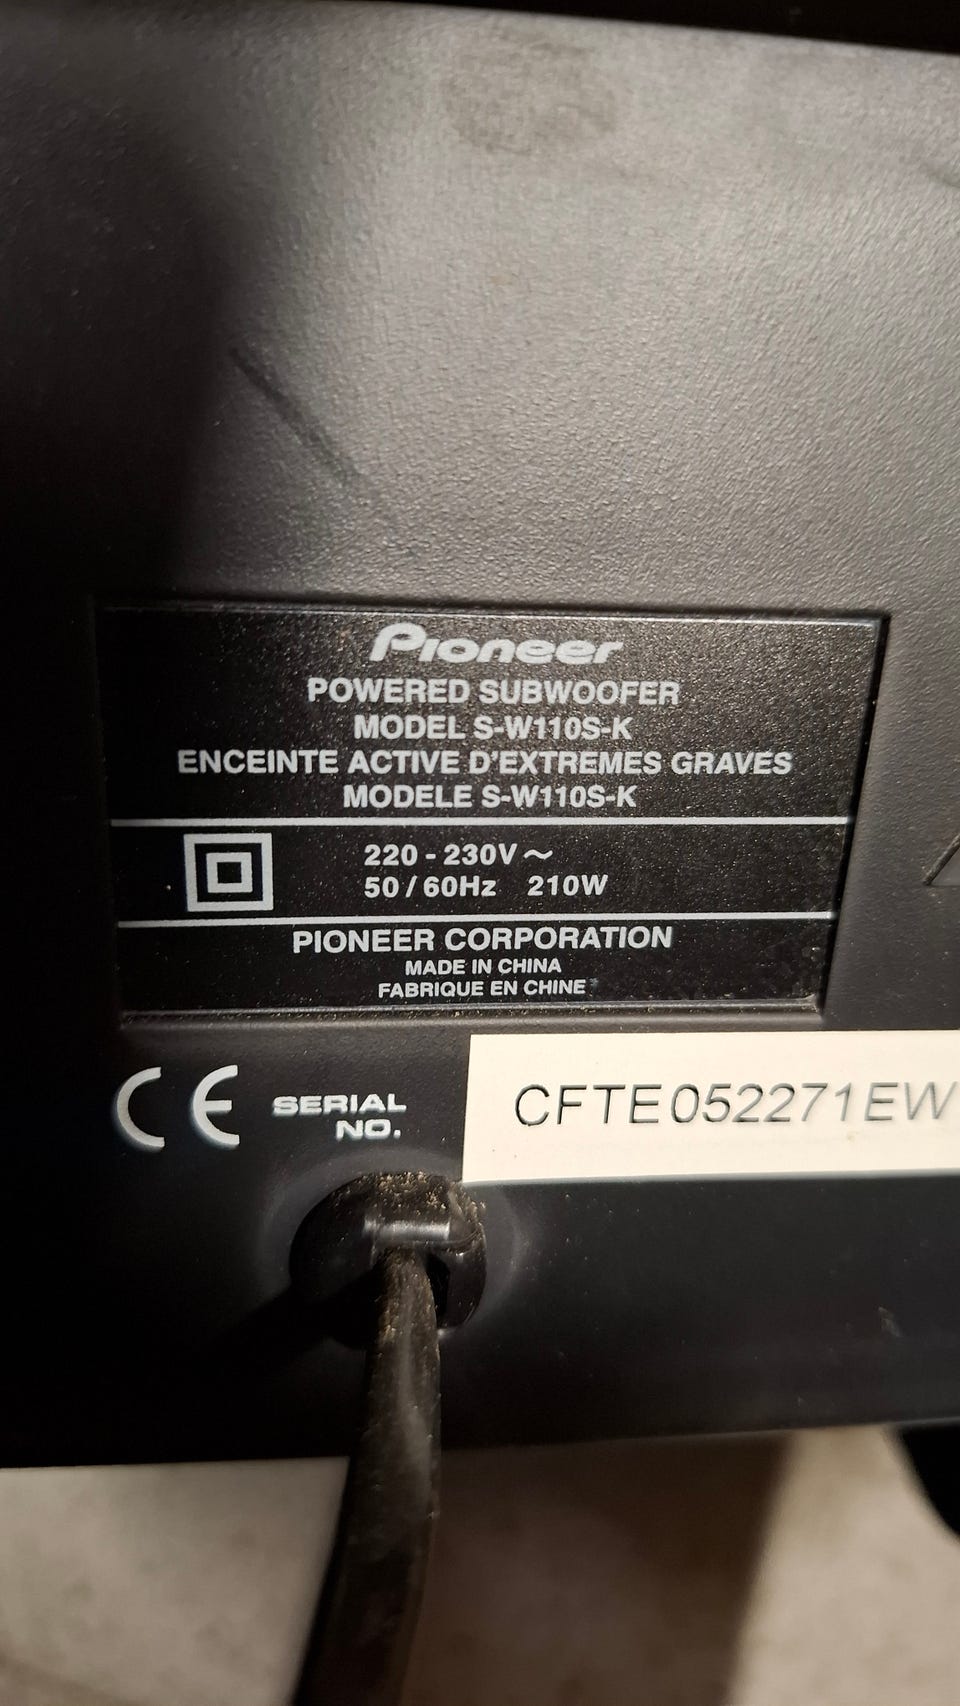 Pioneer
POWERED SUBWOOFER
MODEL S-W110S-K
ENCEINTE ACTIVE D'EXTREMES GRAVES
MODELE S-W110S-K
220 - 230V ~
50 / 60Hz 210W
PIONEER CORPORATION
MADE IN CHINA
FABRIQUE EN CHINE
CE SERIAL NO. CFTE052271EW